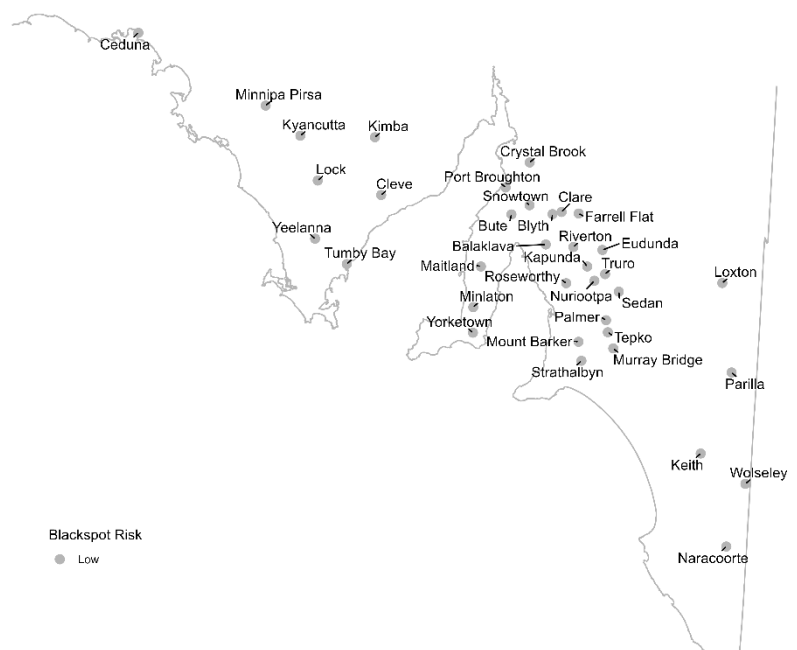 Ceduna
Minnipa Pirsa
Kyancutta
Kimba
Crystal Brook
Lock
Port Broughton
Cleve
Snowtown
Clare
Farrell Flat
Yeelanna
Bute
Blyth
Riverton
Eudunda
Balaklava
Tumby Bay
Kapunda
Truro
Maitland
Roseworthy
Loxton
Minlaton
Nuriootpa
Sedan
Yorketown
Palmer
Tepko
Mount Barker
Murray Bridge
Strathalbyn
Parilla
Keith
Wolseley
Blackspot Risk
Low
Naracoorte